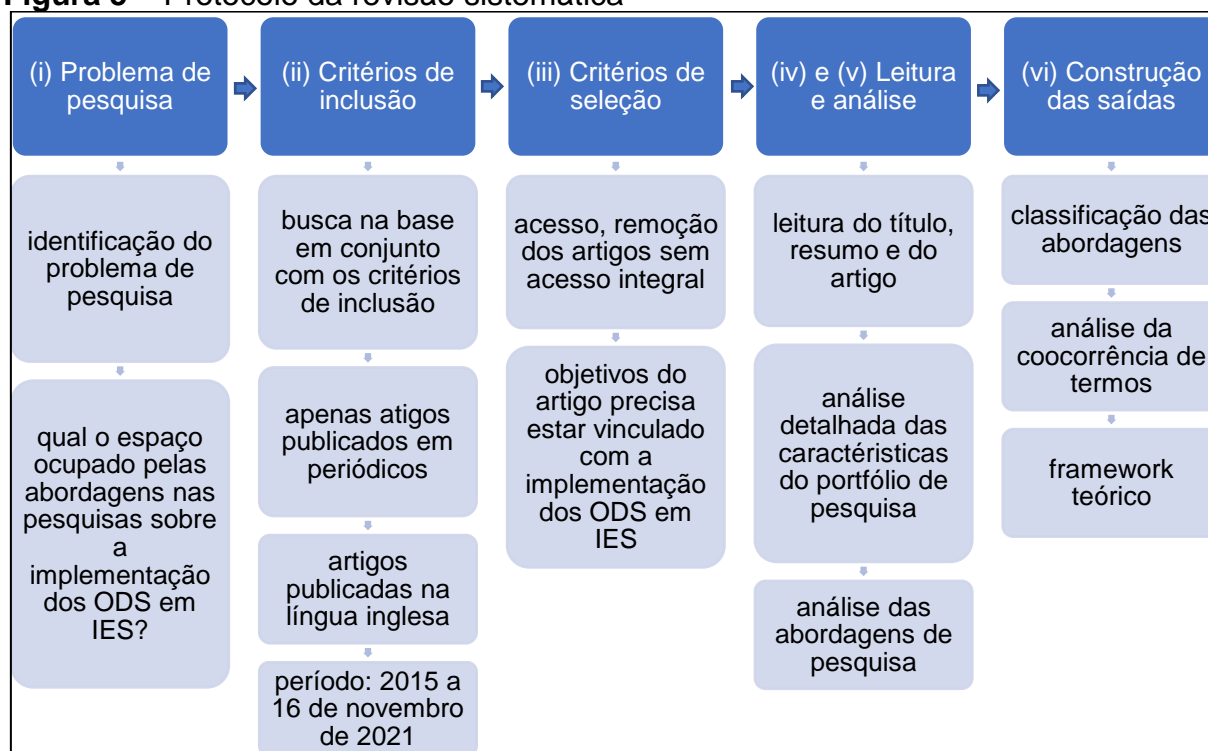 Figura 3 – Protocolo da revisão sistemática
(i) Problema de
pesquisa
(ii) Critérios de
inclusão
(iii) Critérios de
seleção
(iv) e (v) Leitura
e análise
(vi) Construção
das saídas
identificação do
problema de
pesquisa
qual o espaço
ocupado pelas
abordagens nas
pesquisas sobre
a
implementação
dos ODS em
IES?
busca na base
em conjunto
com os critérios
de inclusão
apenas atigos
publicados em
periódicos
artigos
publicadas na
língua inglesa
período: 2015 a
16 de novembro
de 2021
acesso, remoção
dos artigos sem
acesso integral
objetivos do
artigo precisa
estar vinculado
com a
implementação
dos ODS em
IES
leitura do título,
resumo e do
artigo
análise
detalhada das
caractéristicas
do portfólio de
pesquisa
análise das
abordagens de
pesquisa
classificação das
abordagens
análise da
coocorrência de
termos
framework
teórico